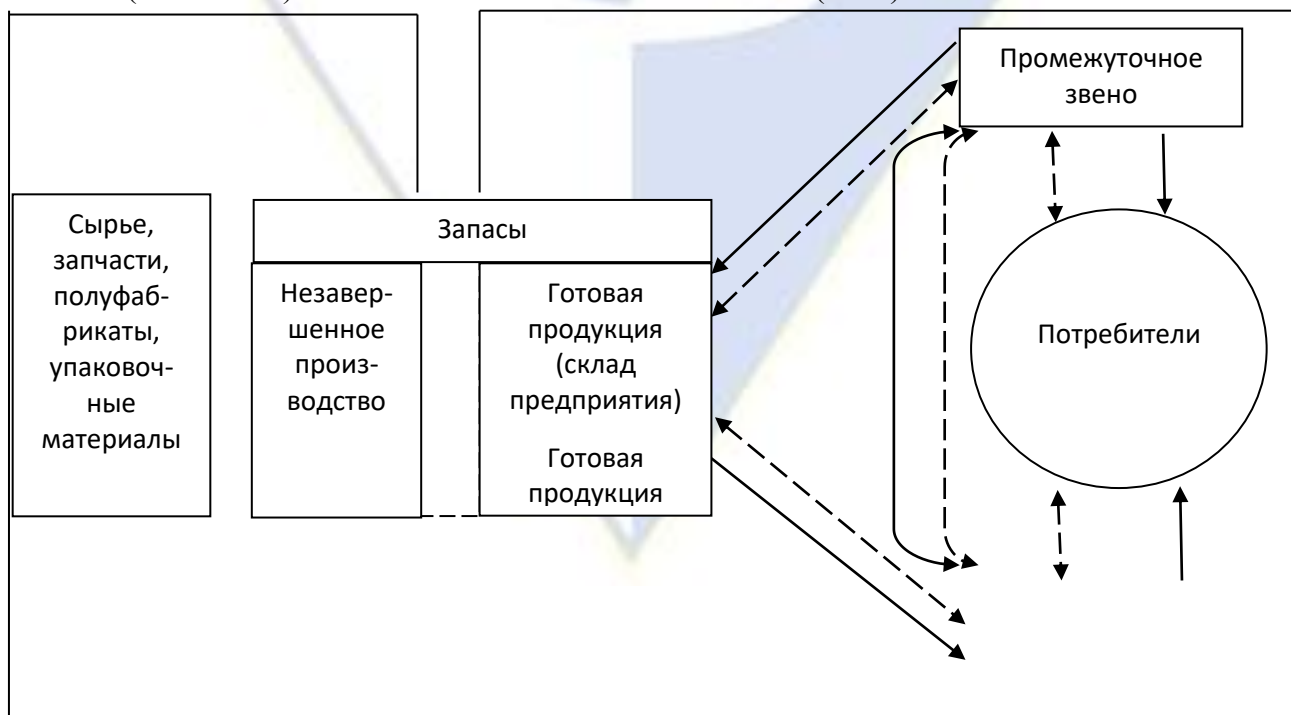 Промежуточное
звено
Сырье,
запчасти,
полуфаб-
рикаты,
упаковоч-
ные
материалы
Запасы
Незавер-
шенное
произ-
водство
Готовая
продукция
(склад
предприятия)
Готовая
продукция
Потребители